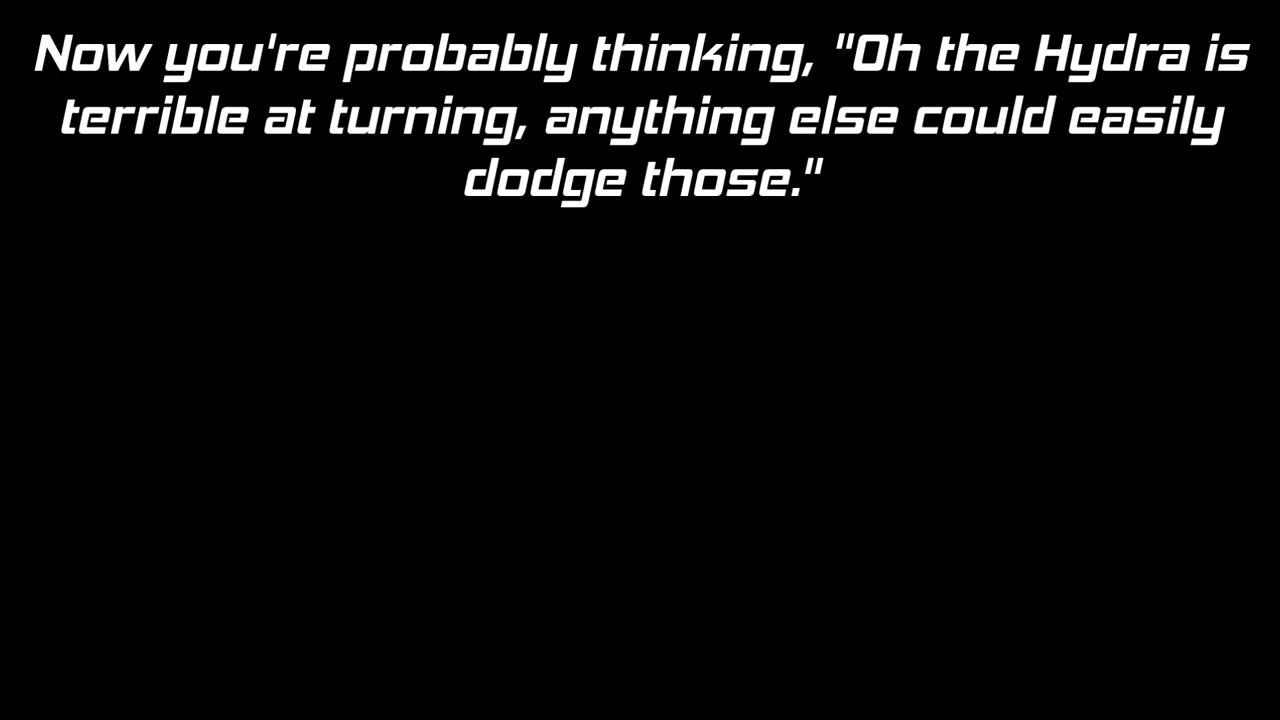 Now you're probably thinking, "Oh the Hydra is
terrible at turning, anything else could easily
dodge those."